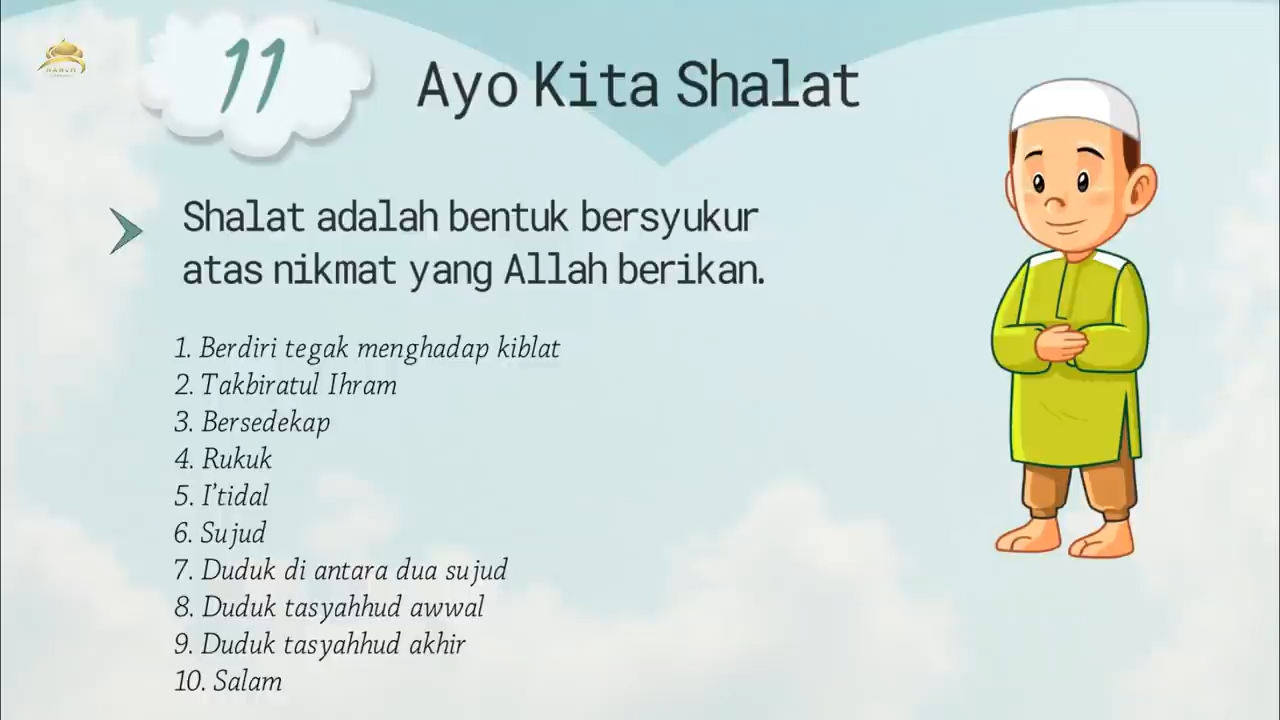 11
Ayo Kita Shalat
Shalat adalah bentuk bersyukur
atas nikmat yang Allah berikan.
1. Berdiri tegak menghadap kiblat
2. Takbiratul Ihram
3. Bersedekap
4. Rukuk
5. I'tidal
6. Sujud
7. Duduk di antara dua sujud
8. Duduk tasyahhud awwal
9. Duduk tasyahhud akhir
10. Salam